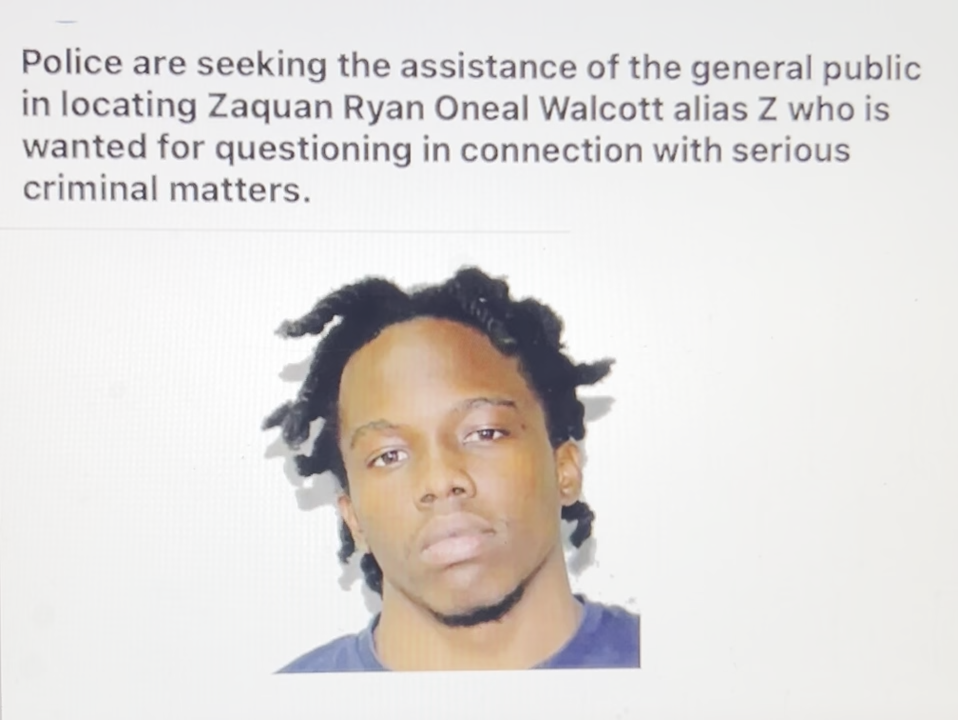 Police are seeking the assistance of the general public
in locating Zaquan Ryan Oneal Walcott alias Z who is
wanted for questioning in connection with serious
criminal matters.